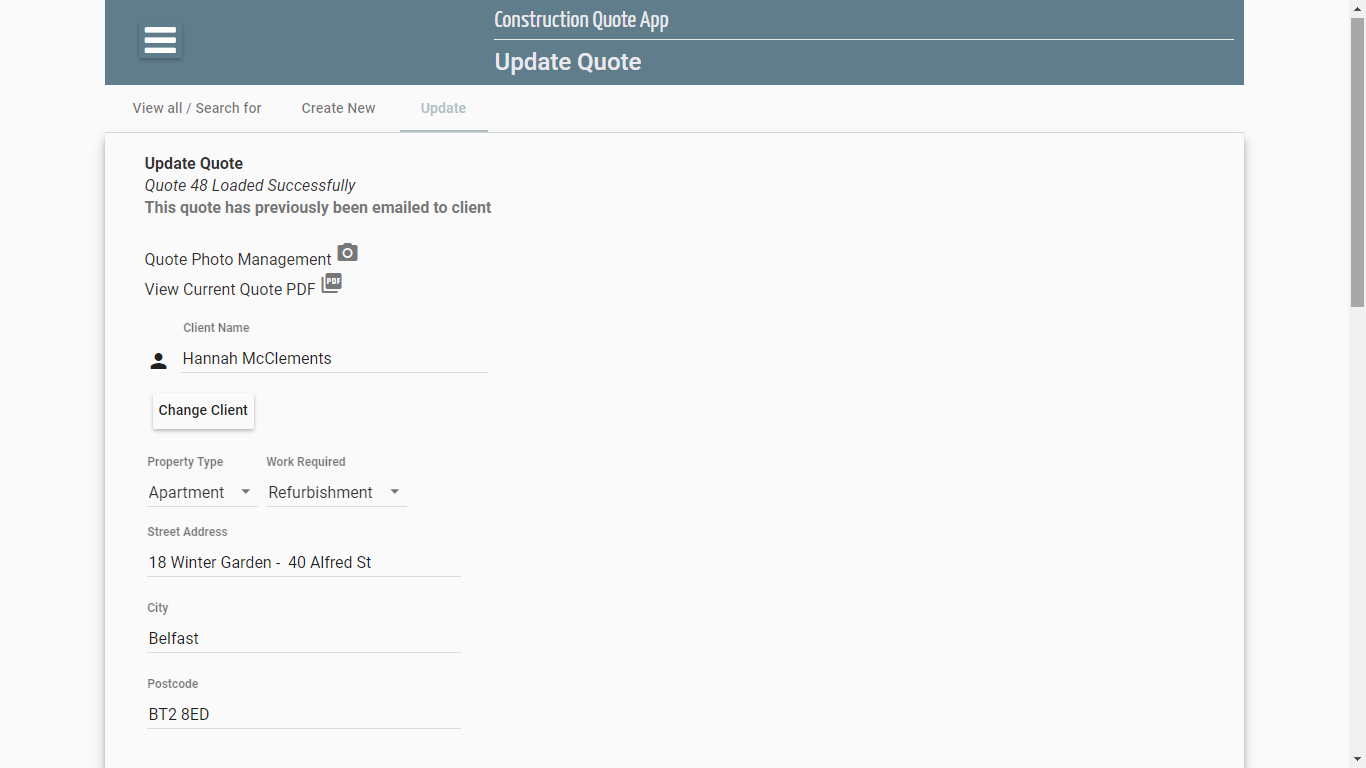 Construction Quote App
Update Quote
View all / Search for Create New Update
Update Quote
Quote 48 Loaded Successfully
This quote has previously been emailed to client
Quote Photo Management
View Current Quote PDF PDF
Client Name
Hannah McClements
Change Client
Property Type Work Required
Apartment Refurbishment
Street Address
18 Winter Garden -  40 Alfred St
City
Belfast
Postcode
BT2 8ED